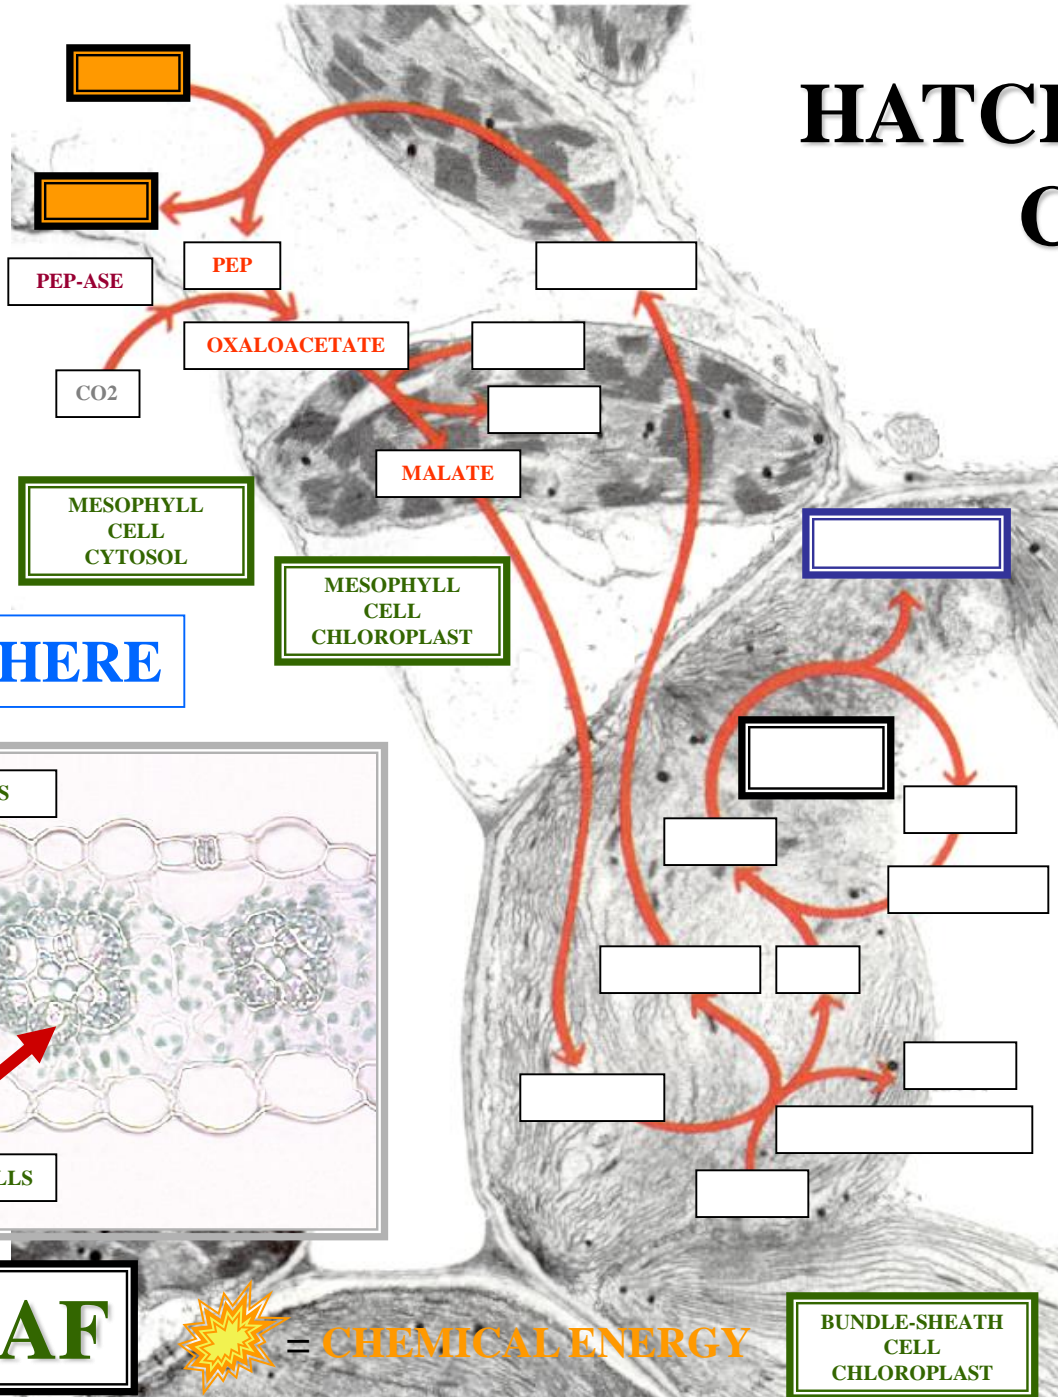 HATCH
C
PEP-ASE
PEP
OXALOACETATE
CO2
MALATE
MESOPHYLL
CELL
CYTOSOL
MESOPHYLL
CELL
CHLOROPLAST
HERE
S
LLS
AF
= CHEMICAL ENERGY
BUNDLE-SHEATH
CELL
CHLOROPLAST